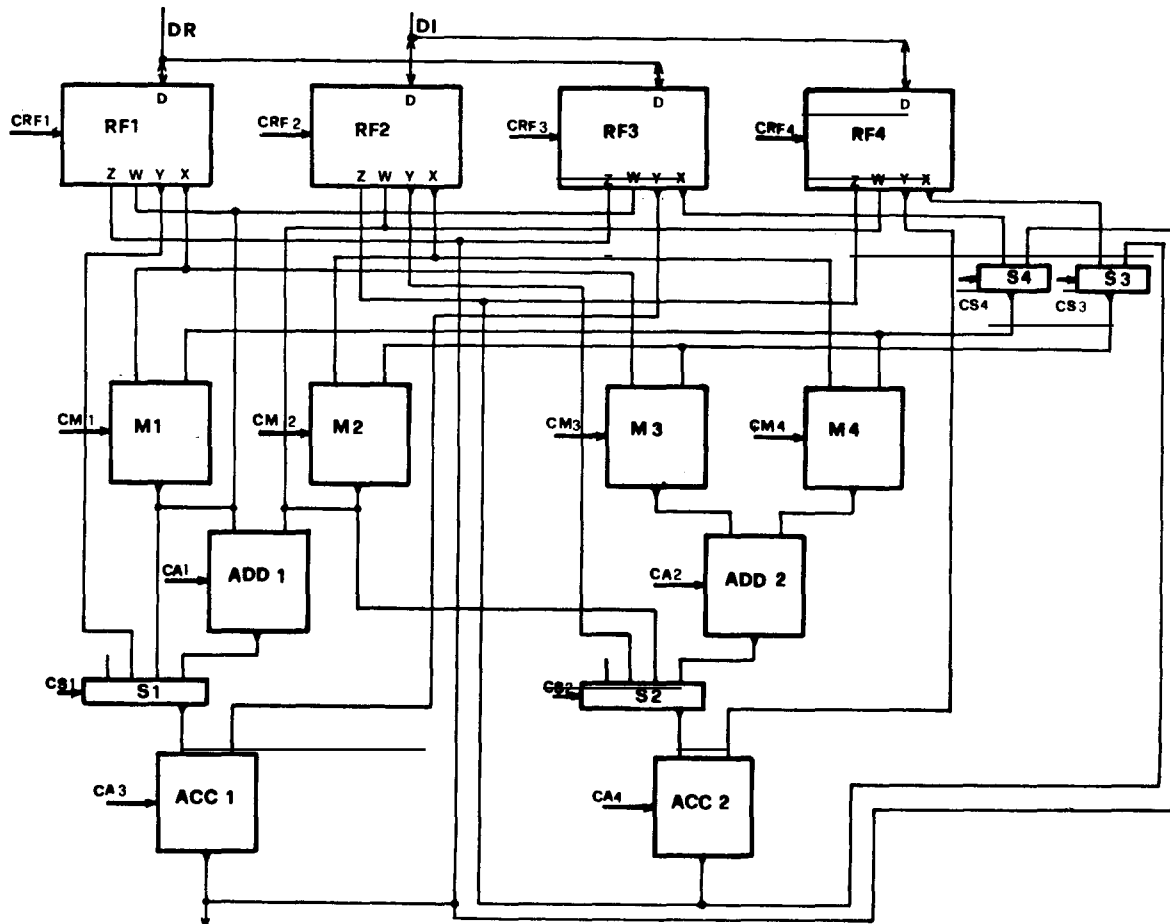 DR
DI
D
D
D
D
CRF1
RF1
CRF2
RF2
CRF3
RF3
CRF4
RF4
Z W Y X
Z W Y X
Z W Y X
Z W Y X
S4
S3
CS4
CS3
CM1
M1
CM2
M2
CM3
M3
CM4
M4
CA1
ADD 1
CA2
ADD 2
CS1
S1
CS2
S2
CA3
ACC 1
CA4
ACC 2